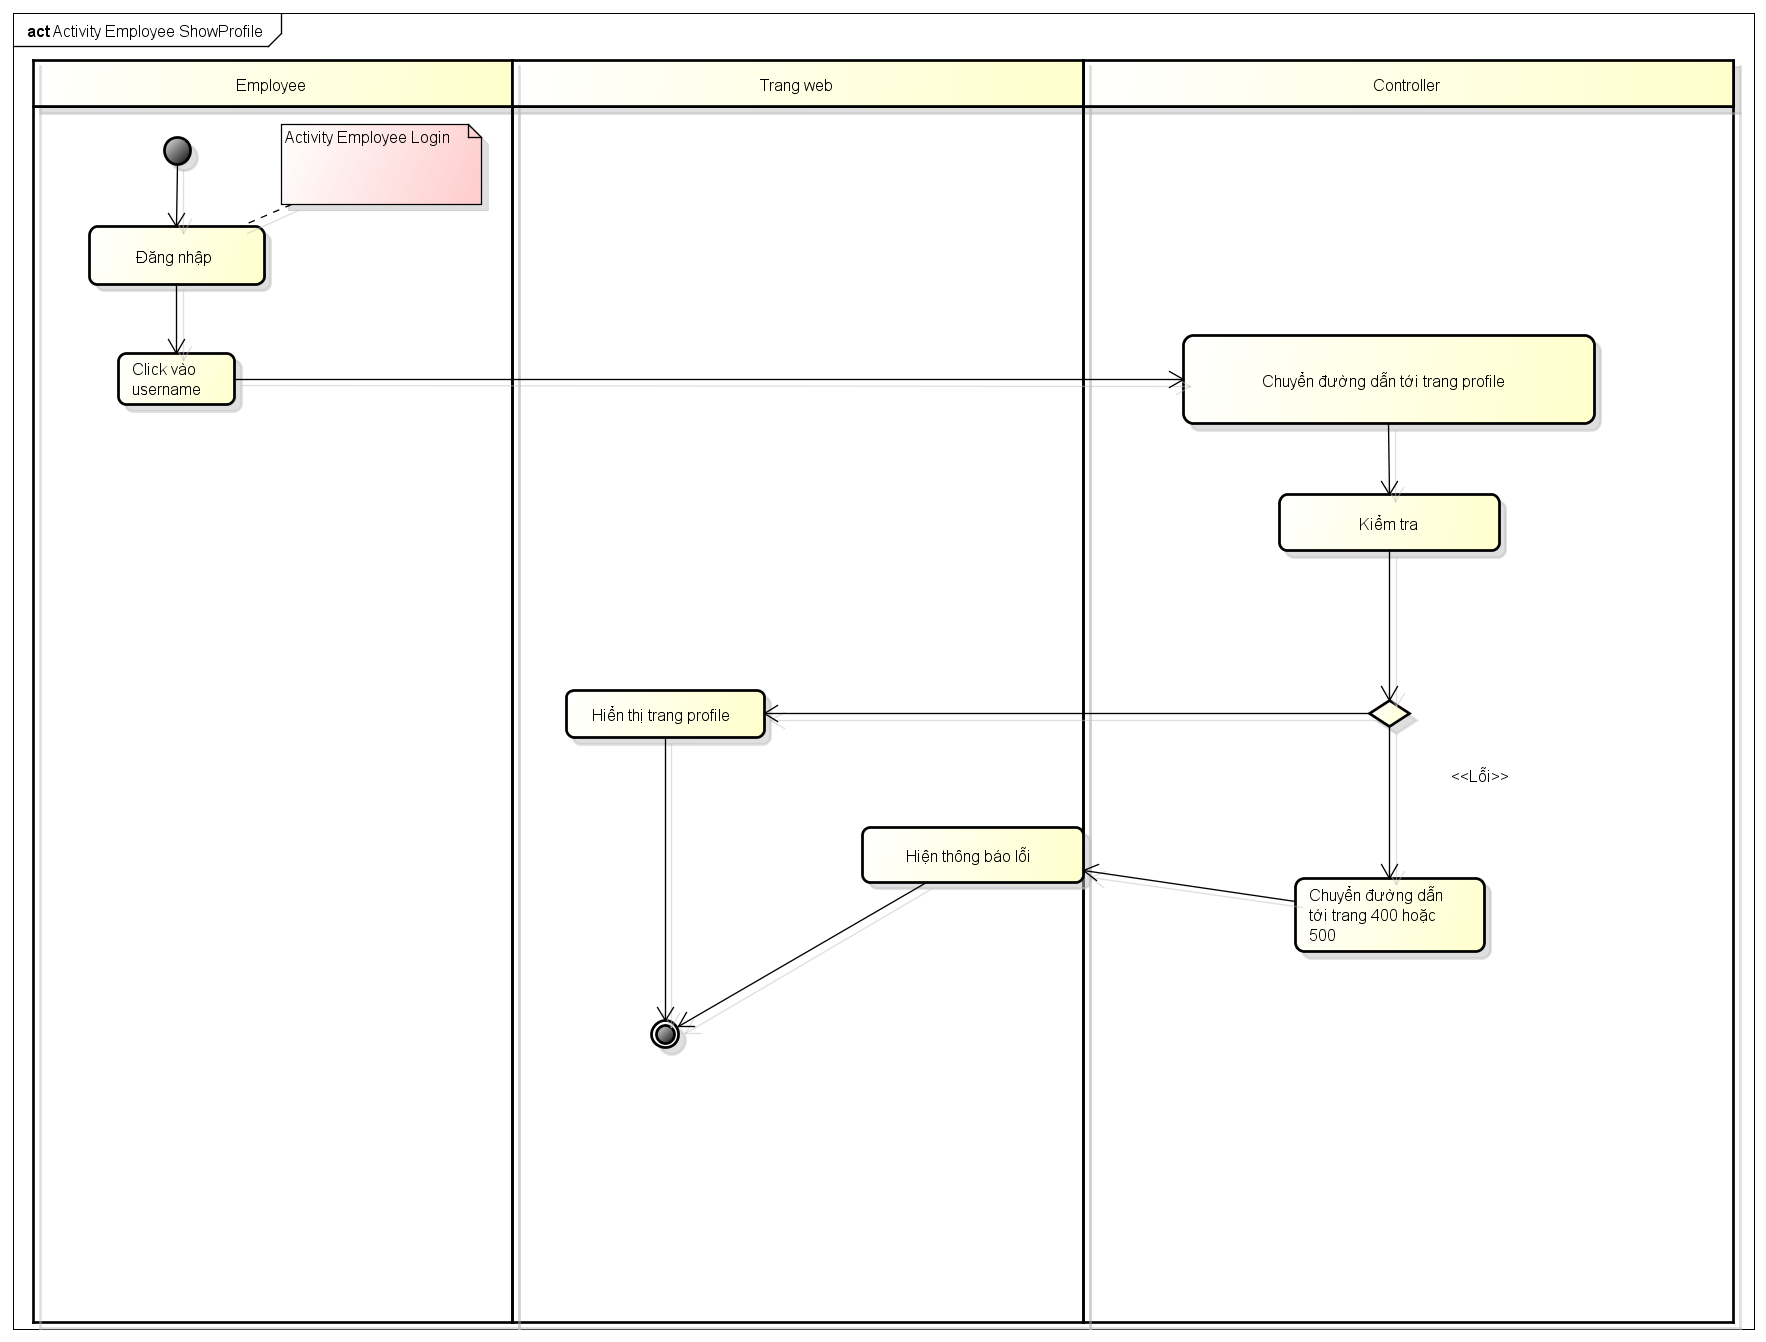 act Activity Employee ShowProfile
Employee
Trang web
Controller
Activity Employee Login
Đăng nhập
Click vào
username
Chuyển đường dẫn tới trang profile
Kiểm tra
Hiển thị trang profile
<<Lỗi>>
Hiện thông báo lỗi
Chuyển đường dẫn
tới trang 400 hoặc
500